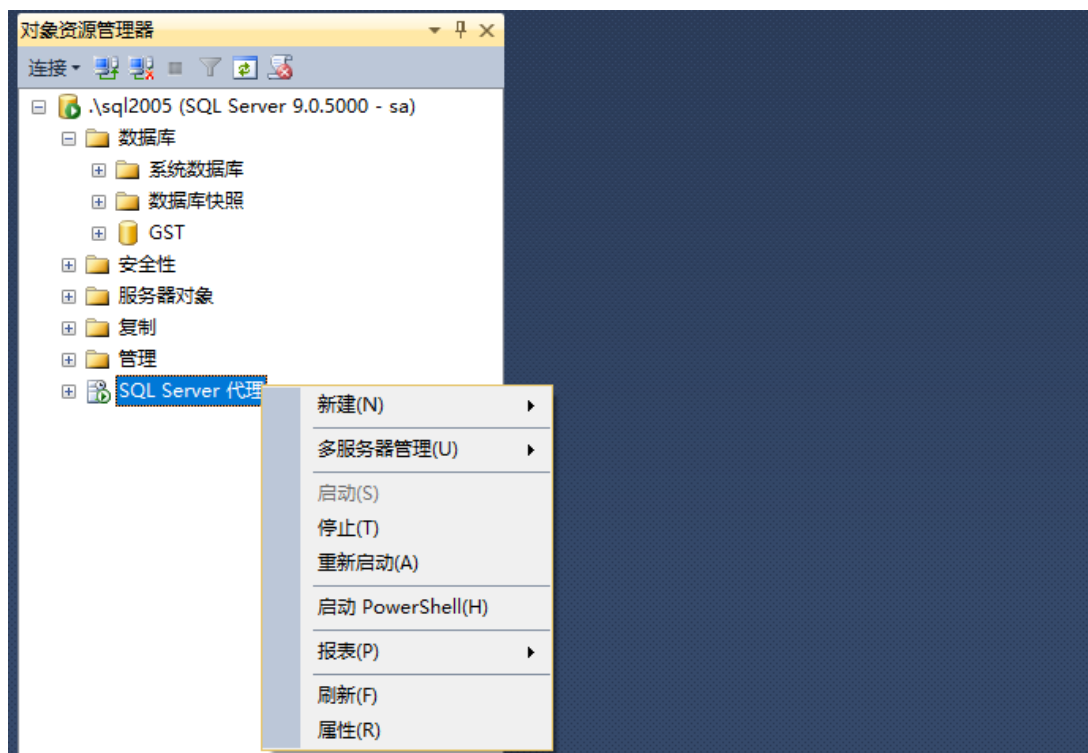 对象资源管理器
连接
.\sql2005 (SQL Server 9.0.5000 - sa)
数据库
系统数据库
数据库快照
GST
安全性
服务器对象
复制
管理
SQL Server 代理
新建(N)
多服务器管理(U)
启动(S)
停止(T)
重新启动(A)
启动 PowerShell(H)
报表(P)
刷新(F)
属性(R)